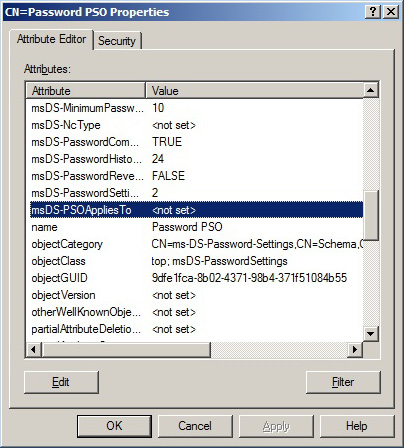 CN=Password PSO Properties
Attribute Editor Security
Attributes:
Attribute Value
msDS-MinimumPassw... 10
msDS-NcType <not set>
msDS-PasswordCom... TRUE
msDS-PasswordHisto... 24
msDS-PasswordReve... FALSE
msDS-PasswordSetti... 2
msDS-PSOAppliesTo <not set>
name Password PSO
objectCategory CN=ms-DS-Password-Settings,CN=Schema,C
objectClass top; msDS-PasswordSettings
objectGUID 9dfe1fca-8b02-4371-98b4-371f51084b55
objectVersion <not set>
otherWellKnownObje... <not set>
partialAttributeDeletio... <not set>
Edit Filter
OK Cancel Apply Help